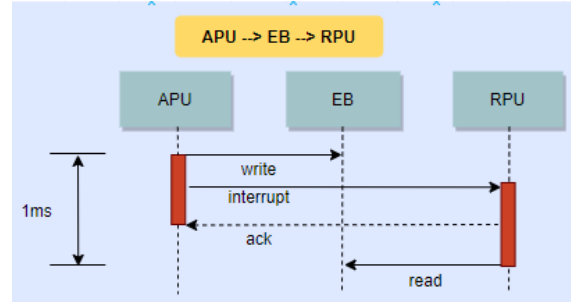 APU --> EB --> RPU
APU
EB
RPU
write
interrupt
1ms
ack
read